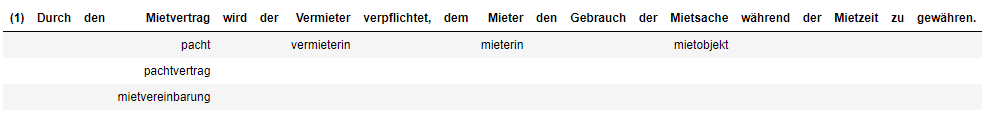 (1) Durch den Mietvertrag wird der Vermieter verpflichtet, dem Mieter den Gebrauch der Mietsache während der Mietzeit zu gewähren.
pacht vermieterin mieterin mietobjekt
pachtvertrag
mietvereinbarung